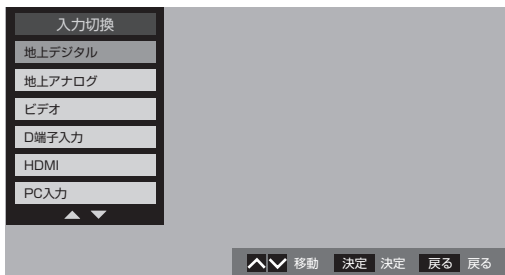 入力切換
地上デジタル
地上アナログ
ビデオ
D端子入力
HDMI
PC入力
移動 決定 決定 戻る 戻る